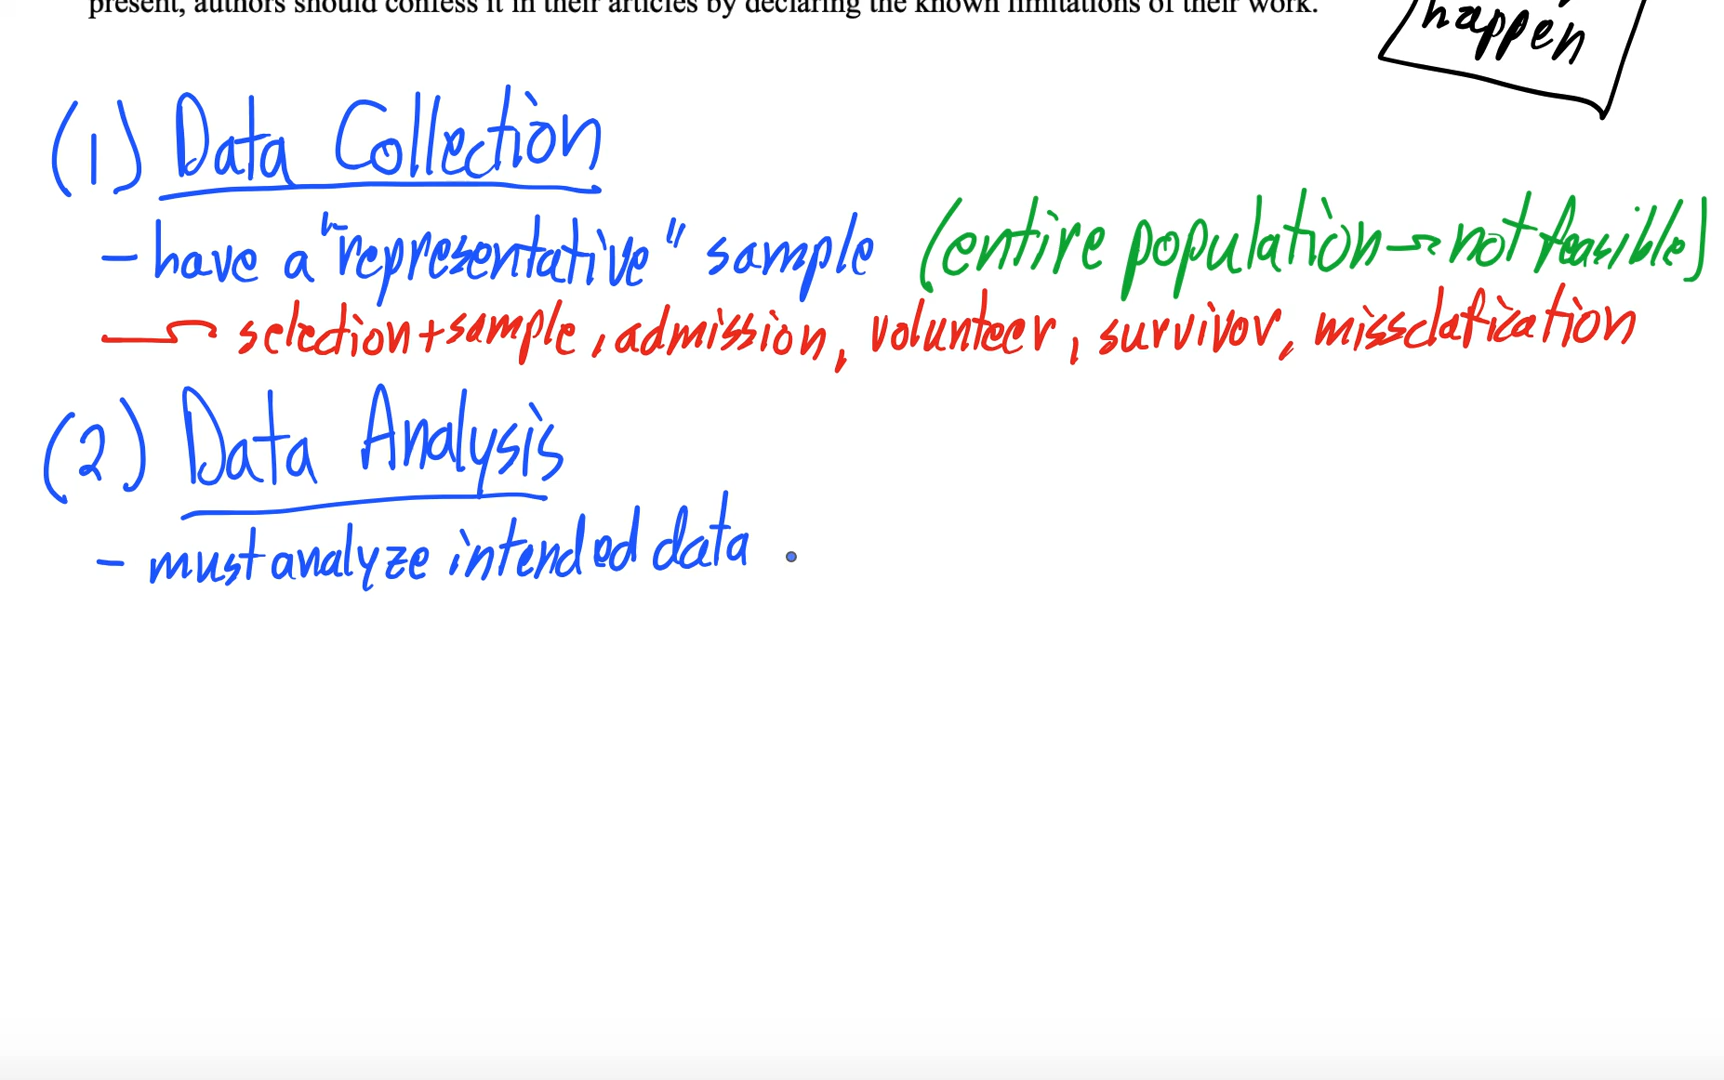 present, authors should confess it in their articles by declaring the known limitations of their work.
happen
(1) Data Collection
- have a "representative" sample (entire population → not feasible)
→ selection + sample, admission, volunteer, survivor, missclafication
(2) Data Analysis
- must analyze intended data